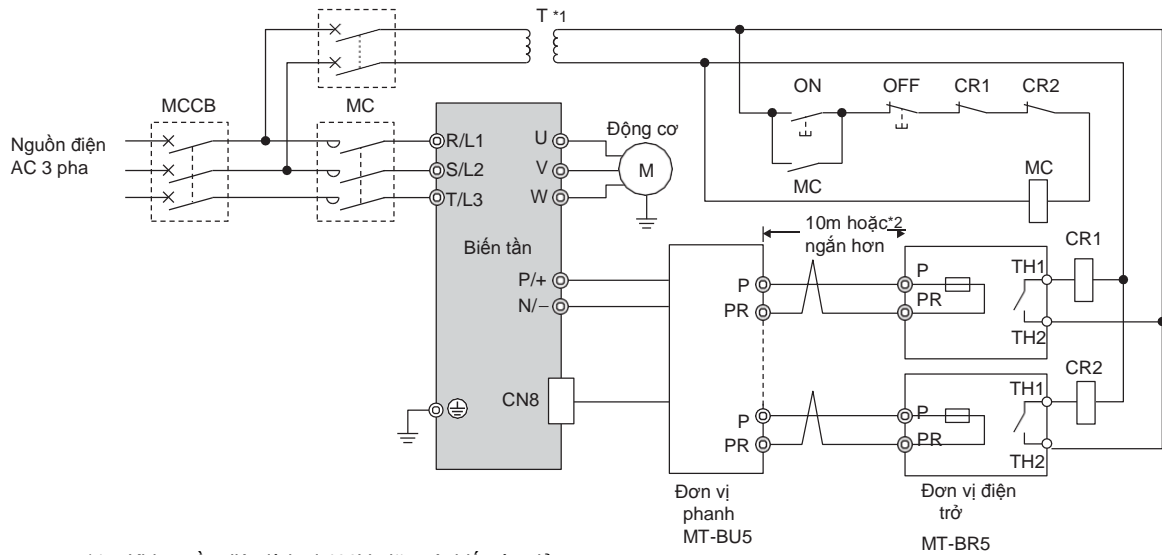 T *1
MCCB
MC
ON
OFF
CR1
CR2
Nguồn điện
AC 3 pha
R/L1
S/L2
T/L3
U
V
W
Động cơ
M
MC
MC
Biến tần
P/+
N/−
10m hoặc*2
ngắn hơn
CR1
P
PR
P
PR
TH1
TH2
CR2
CN8
P
PR
P
PR
TH1
TH2
Đơn vị
phanh
MT-BU5
Đơn vị điện
trở
MT-BR5